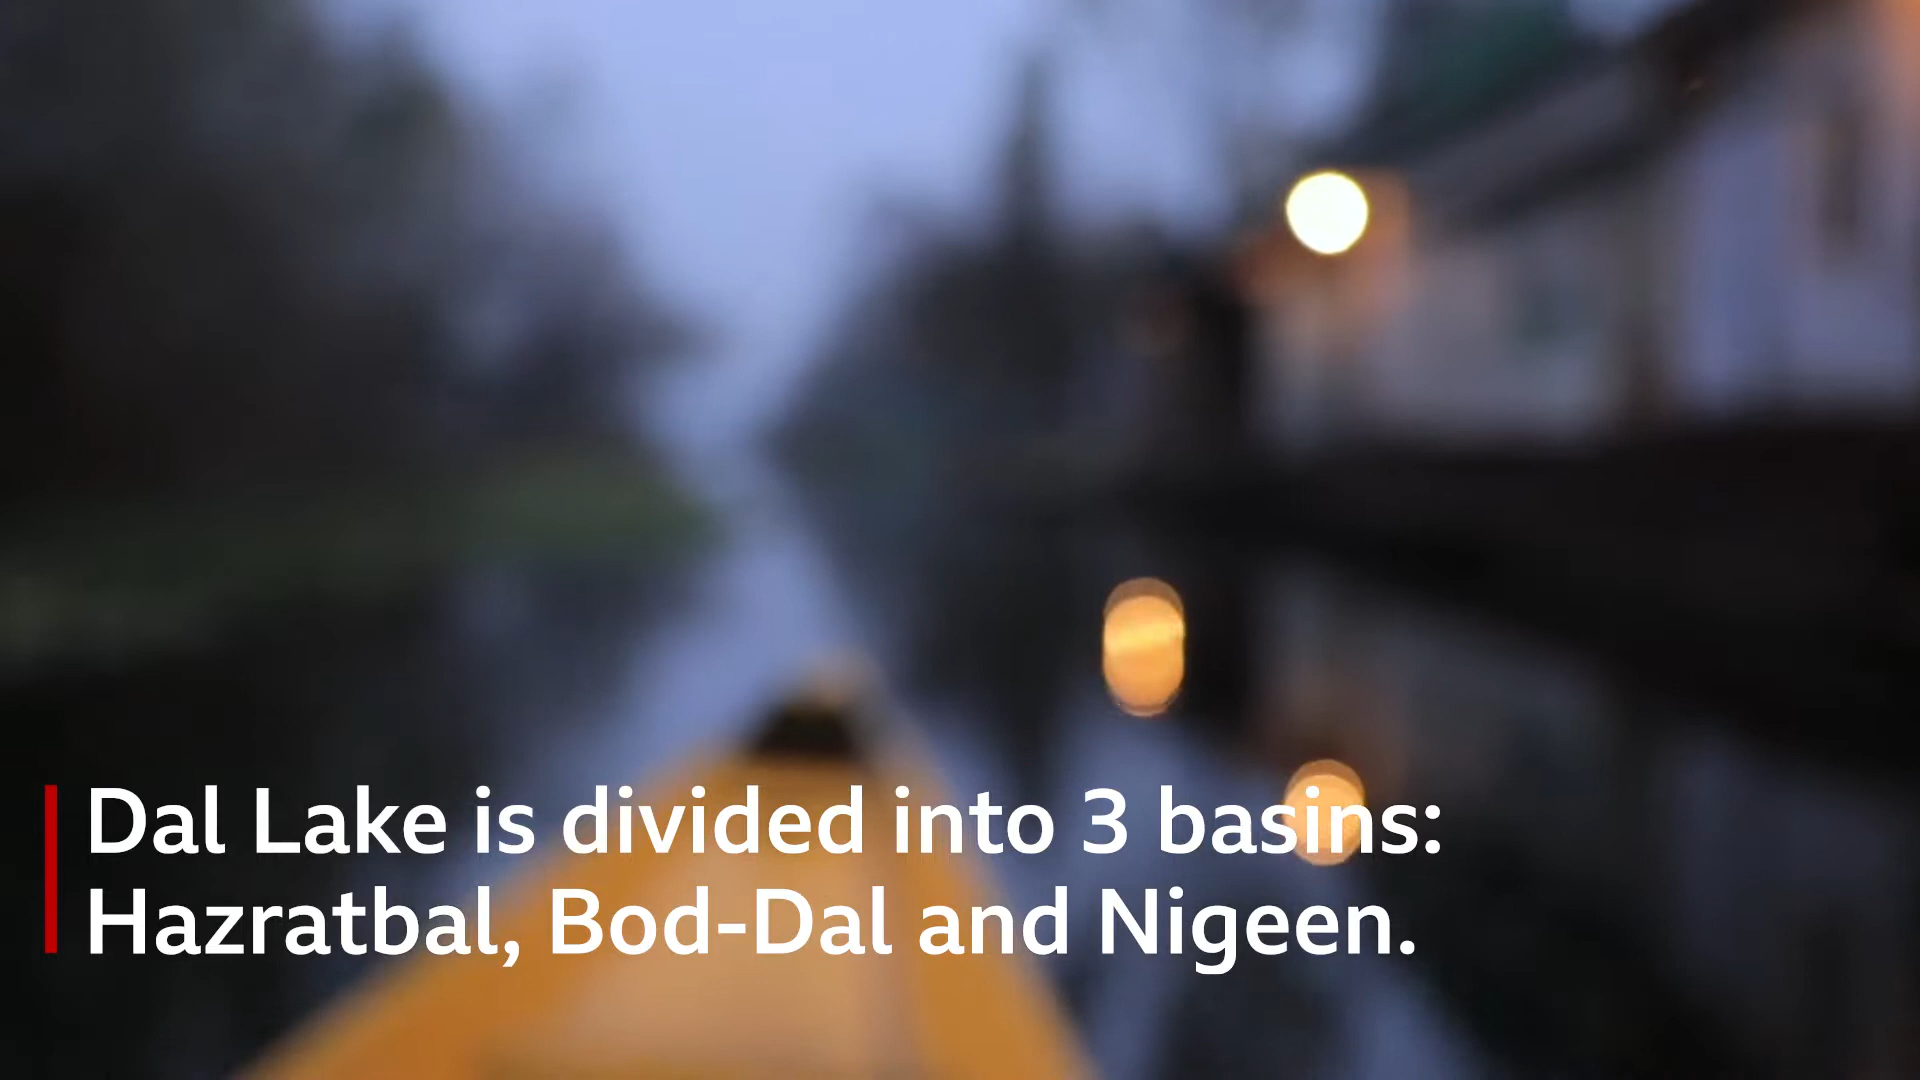 Dal Lake is divided into 3 basins:
Hazratbal, Bod-Dal and Nigeen.